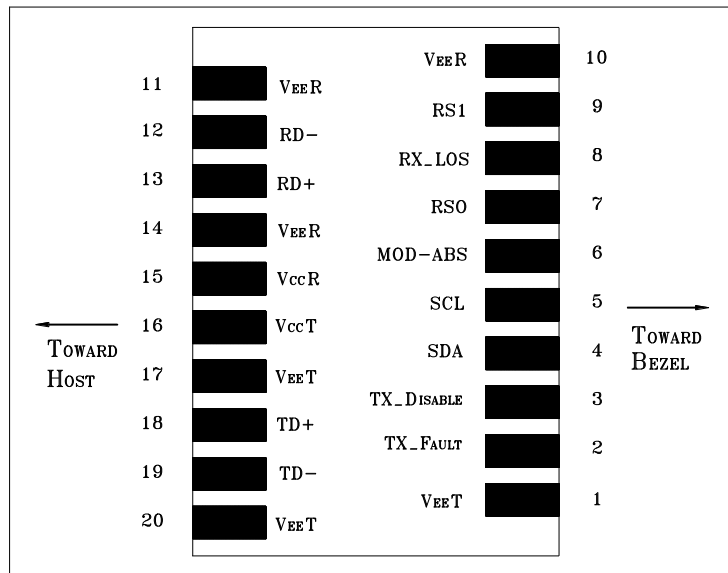 11 VEER
12 RD-
13 RD+
14 VEER
15 VCCR
16 VCCT
17 VEET
18 TD+
19 TD-
20 VEET
TOWARD
HOST
VEER 10
RS1 9
RX_LOS 8
RSO 7
MOD-ABS 6
SCL 5
SDA 4
TX_DISABLE 3
TX_FAULT 2
VEET 1
TOWARD
BEZEL